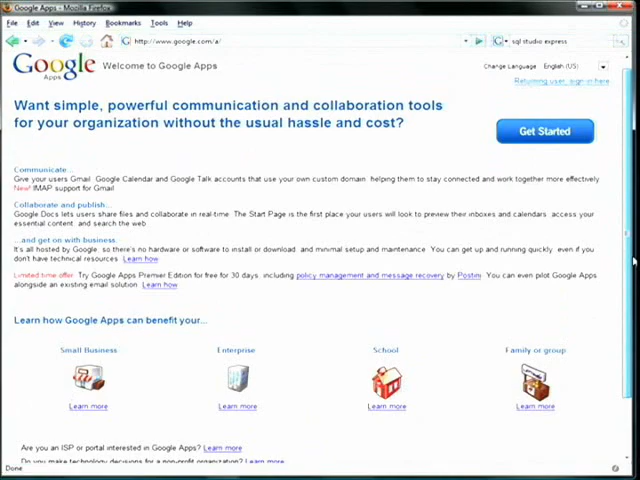 Google Apps - Mozilla Firefox
File Edit View History Bookmarks Tools Help
http://www.google.com/a/
sql studio express
Google Apps
Welcome to Google Apps
Change Language English (US)
Returning user, sign in here
Want simple, powerful communication and collaboration tools
for your organization without the usual hassle and cost?
Get Started
Communicate...
Give your users Gmail Google Calendar and Google Talk accounts that use your own custom domain helping them to stay connected and work together more effectively
New! IMAP support for Gmail
Collaborate and publish...
Google Docs lets users share files and collaborate in real-time The Start Page is the first place your users will look to preview their inboxes and calendars access your
essential content and search the web
...and get on with business.
It's all hosted by Google, so there's no hardware or software to install or download and minimal setup and maintenance You can get up and running quickly even if you
don't have technical resources Learn how
Limited time offer Try Google Apps Premier Edition for free for 30 days, including policy management and message recovery by Postini You can even pilot Google Apps
alongside an existing email solution Learn how
Learn how Google Apps can benefit your...
Small Business Enterprise School Family or group
Learn more Learn more Learn more Learn more
Are you an ISP or portal interested in Google Apps? Learn more
Do you make technology decisions for a non-profit organization? Learn more
Done